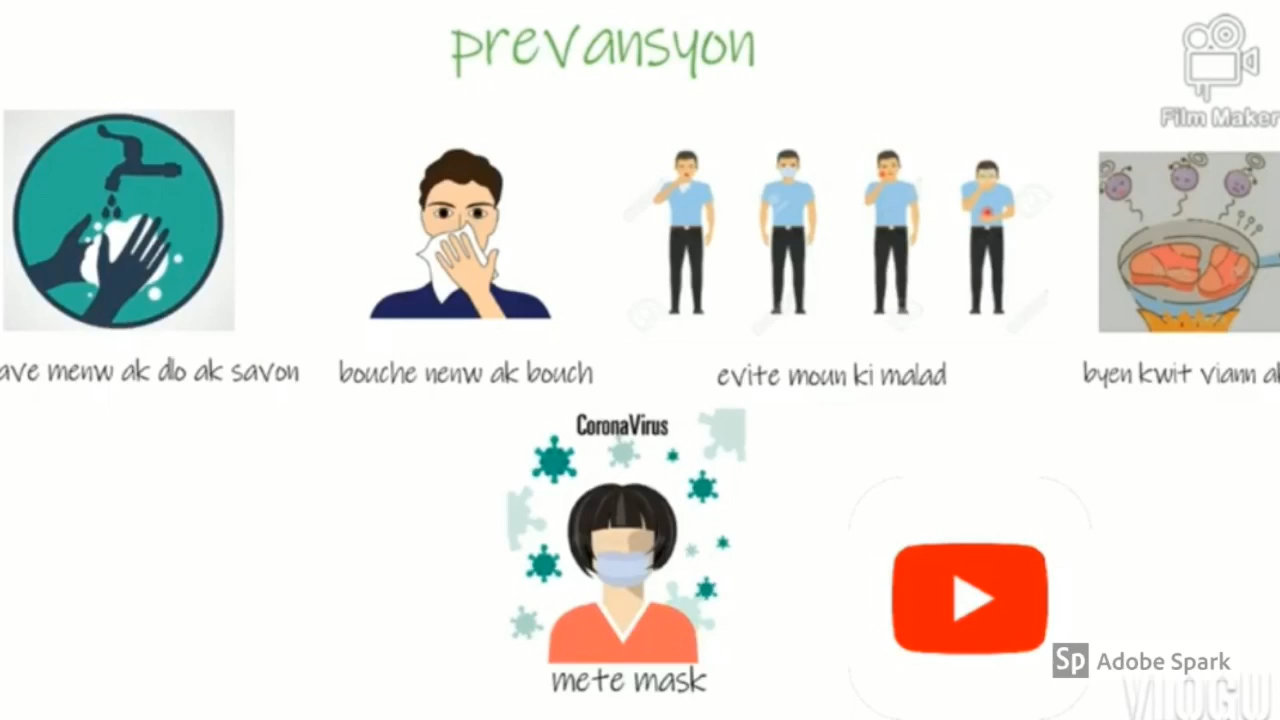 prevansyon
Film Maker
ave menw ak dlo ak savon
bouche nenw ak bouch
evite moun ki malad
byen kwit viann
CoronaVirus
mete mask
Sp Adobe Spark